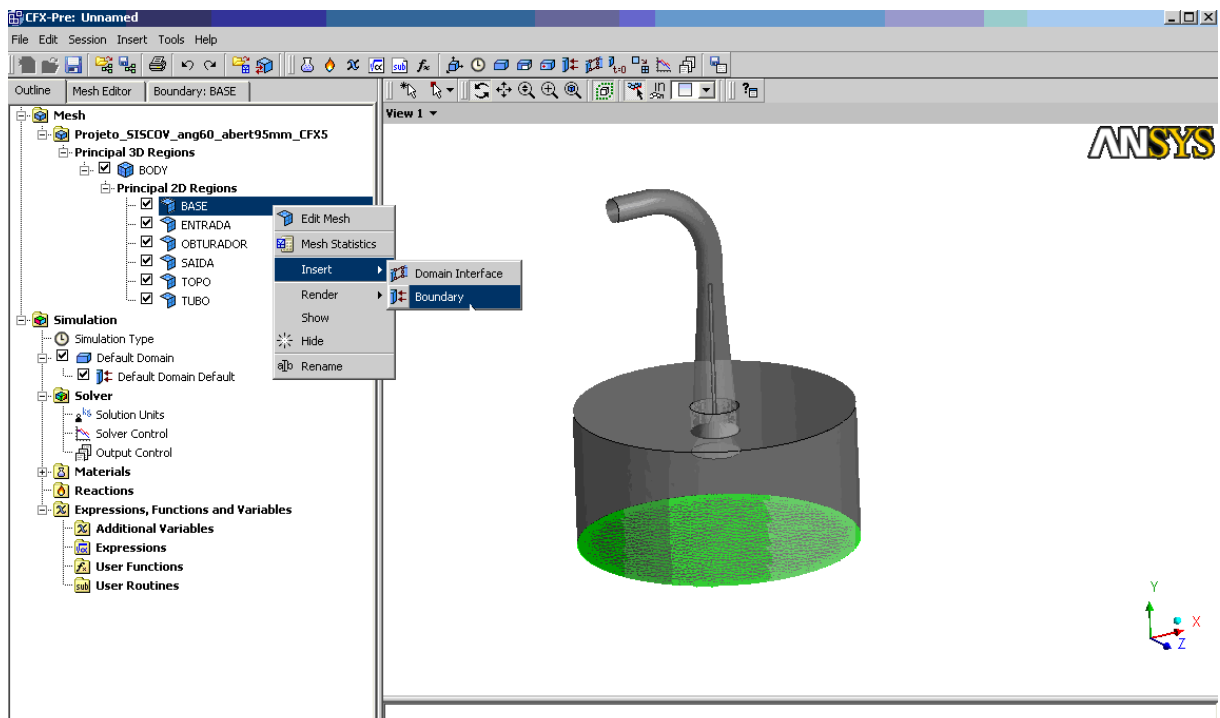 CFX-Pre: Unnamed
File Edit Session Insert Tools Help
Outline Mesh Editor Boundary: BASE
View 1
ANSYS
Mesh
Projeto_SISCOV_ang60_abert95mm_CFX5
Principal 3D Regions
BODY
Principal 2D Regions
BASE
ENTRADA
OBTURADOR
SAIDA
TOPO
TUBO
Edit Mesh
Mesh Statistics
Insert
Render
Show
Hide
Rename
Domain Interface
Boundary
Simulation
Simulation Type
Default Domain
Default Domain Default
Solver
Solution Units
Solver Control
Output Control
Materials
Reactions
Expressions, Functions and Variables
Additional Variables
Expressions
User Functions
User Routines
Y
X
Z